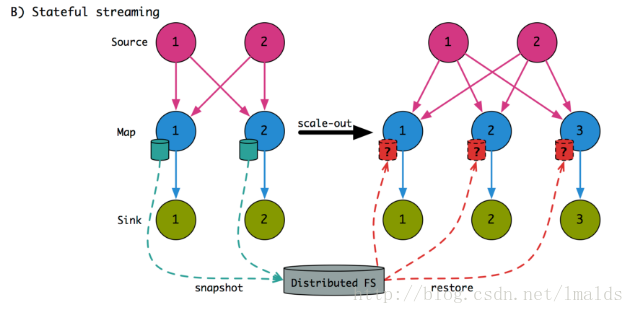 B) Stateful streaming
Source 1 2 1 2
scale-out
Map 1 2 1 2 3
? ? ?
Sink 1 2 1 2 3
Distributed FS
snapshot restore
http://blog.csdn.net/lmalds